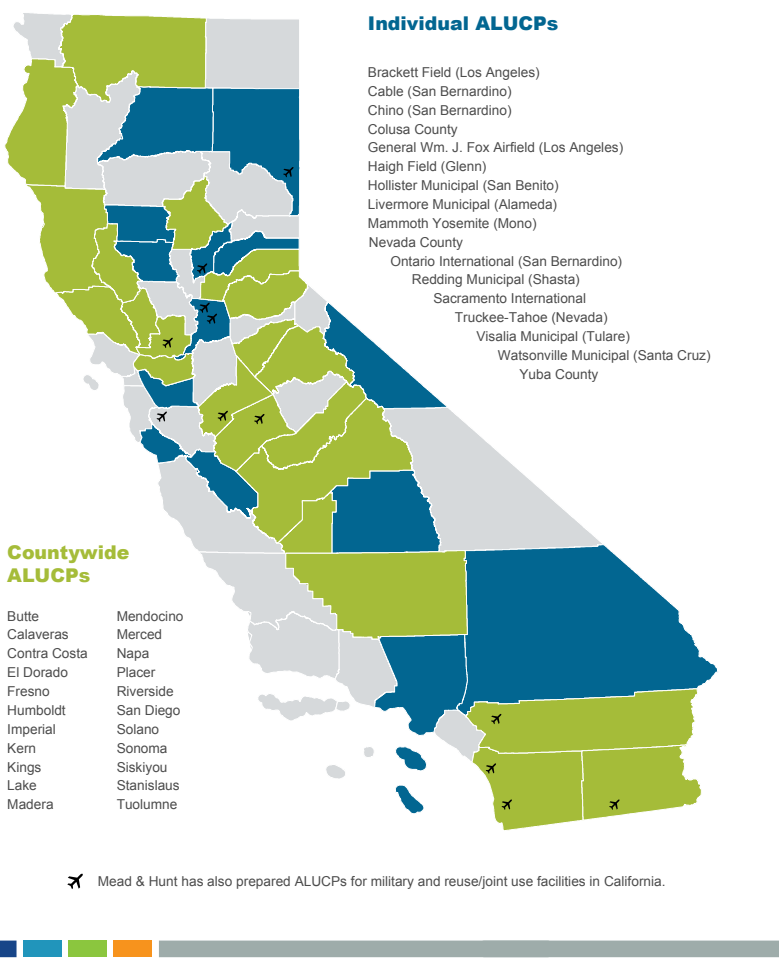 Individual ALUCPs
Brackett Field (Los Angeles)
Cable (San Bernardino)
Chino (San Bernardino)
Colusa County
General Wm. J. Fox Airfield (Los Angeles)
Haigh Field (Glenn)
Hollister Municipal (San Benito)
Livermore Municipal (Alameda)
Mammoth Yosemite (Mono)
Nevada County
Ontario International (San Bernardino)
Redding Municipal (Shasta)
Sacramento International
Truckee-Tahoe (Nevada)
Visalia Municipal (Tulare)
Watsonville Municipal (Santa Cruz)
Yuba County
Countywide
ALUCPs
Butte
Calaveras
Contra Costa
El Dorado
Fresno
Humboldt
Imperial
Kern
Kings
Lake
Madera
Mendocino
Merced
Napa
Placer
Riverside
San Diego
Solano
Sonoma
Siskiyou
Stanislaus
Tuolumne
Mead & Hunt has also prepared ALUCPs for military and reuse/joint use facilities in California.